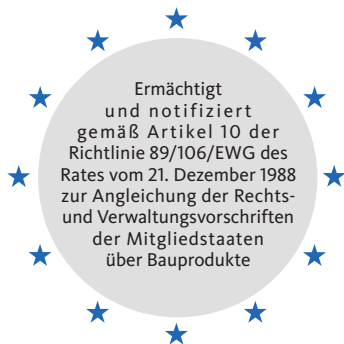 Ermächtigt
und notifiziert
gemäß Artikel 10 der
Richtlinie 89/106/EWG des
Rates vom 21. Dezember 1988
zur Angleichung der Rechts-
und Verwaltungsvorschriften
der Mitgliedstaaten
über Bauprodukte